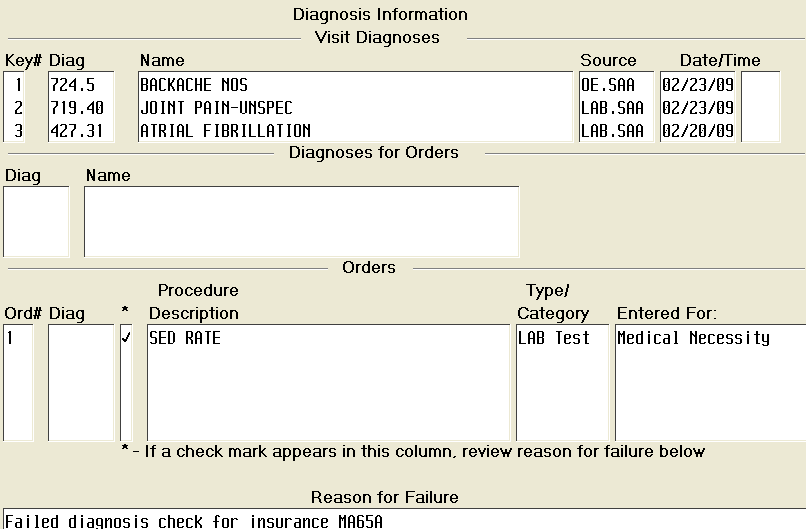 Diagnosis Information
Visit Diagnoses
Key# Diag Name Source Date/Time
1 724.5 BACKACHE NOS OE.SAA 02/23/09
2 719.40 JOINT PAIN-UNSPEC LAB.SAA 02/23/09
3 427.31 ATRIAL FIBRILLATION LAB.SAA 02/20/09
Diagnoses for Orders
Diag Name
Orders
Procedure Type/
Ord# Diag * Description Category Entered For:
1 ✓ SED RATE LAB Test Medical Necessity
* - If a check mark appears in this column, review reason for failure below
Reason for Failure
Failed diagnosis check for insurance MA65A